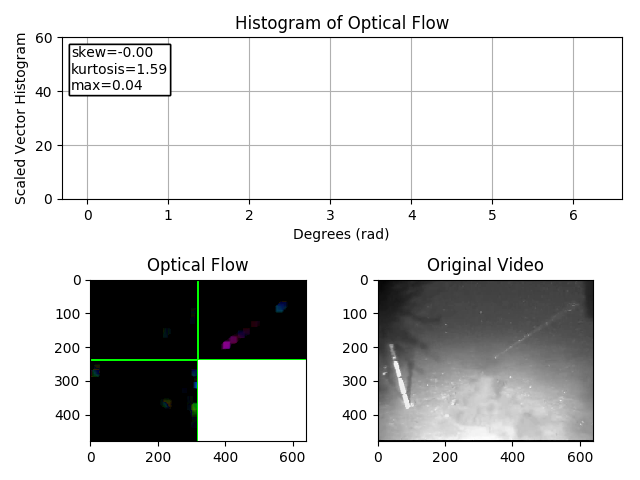 Histogram of Optical Flow
Scaled Vector Histogram
60
40
20
0
skew=-0.00
kurtosis=1.59
max=0.04
0 1 2 3 4 5 6
Degrees (rad)
Optical Flow
0
100
200
300
400
0 200 400 600
Original Video
0
100
200
300
400
0 200 400 600